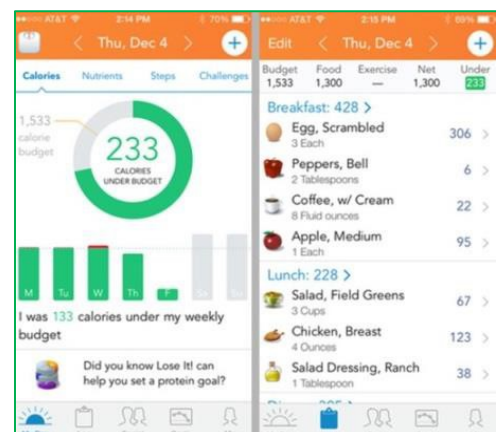 AT&T 2:14 PM 70%
Thu, Dec 4
Calories Nutrients Steps Challenges
1,533
calorie
budget
233
CALORIES
UNDER BUDGET
M Tu W Th F Sa Su
I was 133 calories under my weekly
budget
Did you know Lose It! can
help you set a protein goal?
AT&T 2:15 PM 69%
Edit Thu, Dec 4
Budget Food Exercise Net Under
1,533 1,300 — 1,300 233
Breakfast: 428
Egg, Scrambled 306
3 Each
Peppers, Bell 6
2 Tablespoons
Coffee, w/ Cream 22
8 Fluid ounces
Apple, Medium 95
1 Each
Lunch: 228
Salad, Field Greens 67
3 Cups
Chicken, Breast 123
4 Ounces
Salad Dressing, Ranch 38
1 Tablespoon